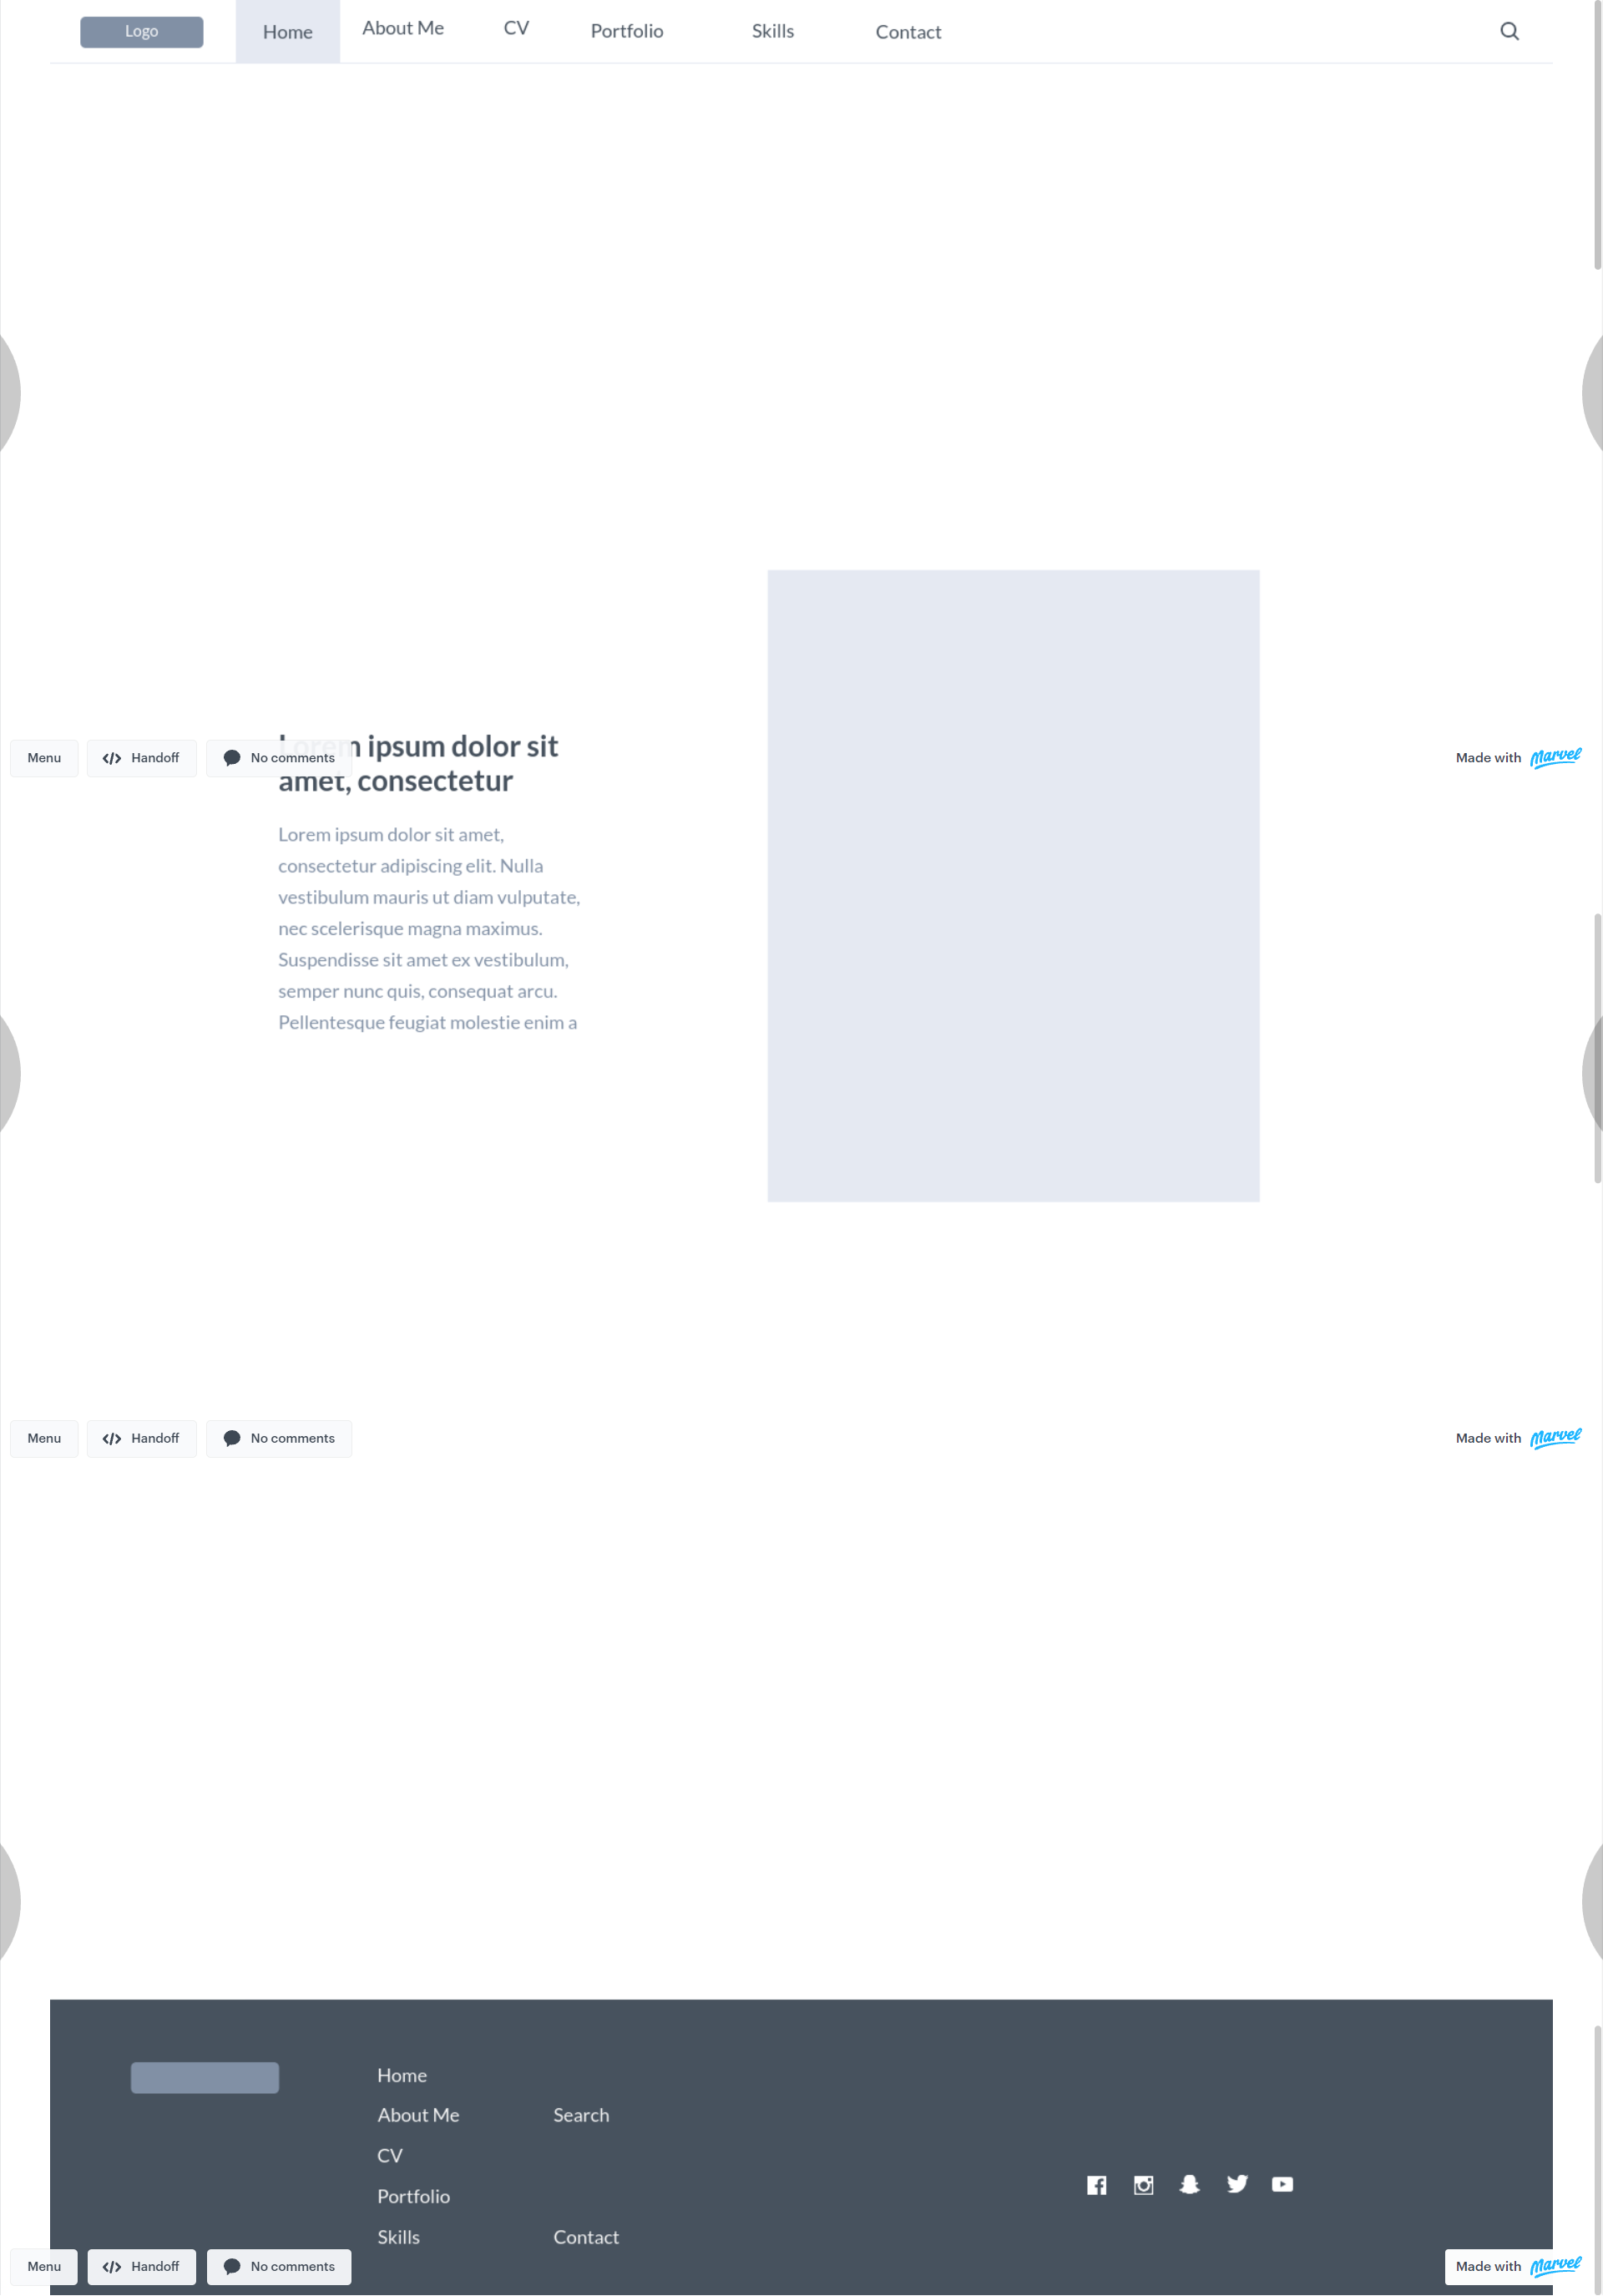 Logo
Home
About Me
CV
Portfolio
Skills
Contact
Lorem ipsum dolor sit
amet, consectetur
Menu
Handoff
No comments
Made with Marvel
Lorem ipsum dolor sit amet,
consectetur adipiscing elit. Nulla
vestibulum mauris ut diam vulputate,
nec scelerisque magna maximus.
Suspendisse sit amet ex vestibulum,
semper nunc quis, consequat arcu.
Pellentesque feugiat molestie enim a
Menu
Handoff
No comments
Made with Marvel
Home
About Me
Search
CV
Portfolio
Skills
Contact
Menu
Handoff
No comments
Made with Marvel